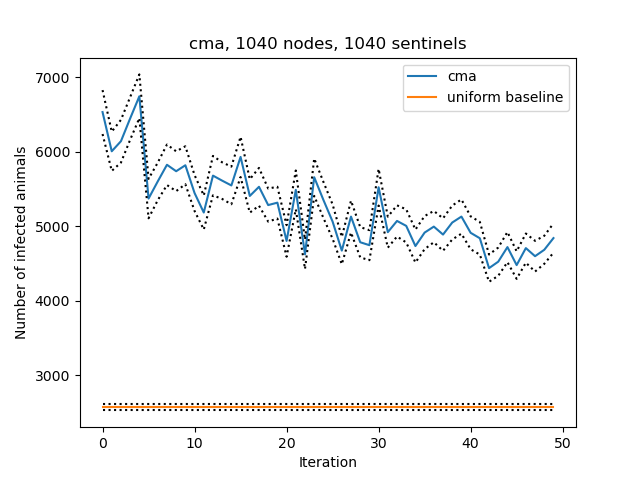 cma, 1040 nodes, 1040 sentinels
cma
uniform baseline
Number of infected animals
7000
6000
5000
4000
3000
0 10 20 30 40 50
Iteration